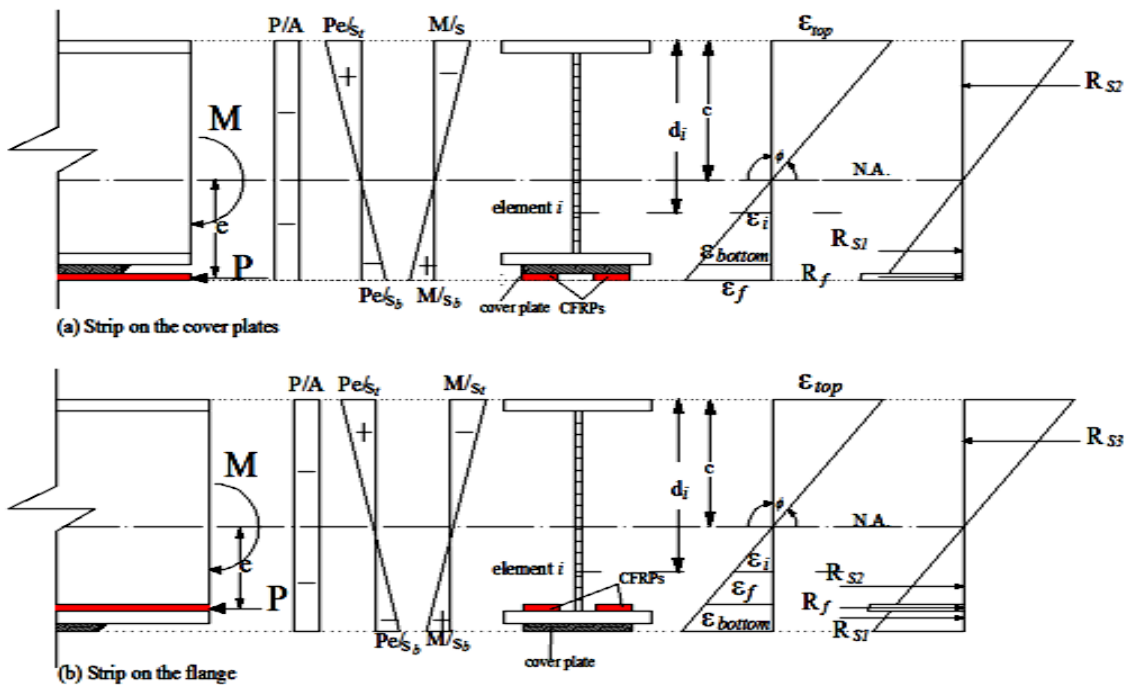 P/A Pe/St M/S εtop
RS2
M c
di
ϕ
N.A.
element i εi
e RS1
εbottom
P Rf
Pe/Sb M/Sb cover plate CFRPs εf
(a) Strip on the cover plates
P/A Pe/St M/St εtop
RS3
M c
di
ϕ
N.A.
e element i εi RS2
CFRPs
εf
P Rf
εbottom RS1
Pe/Sb M/Sb
cover plate
(b) Strip on the flange